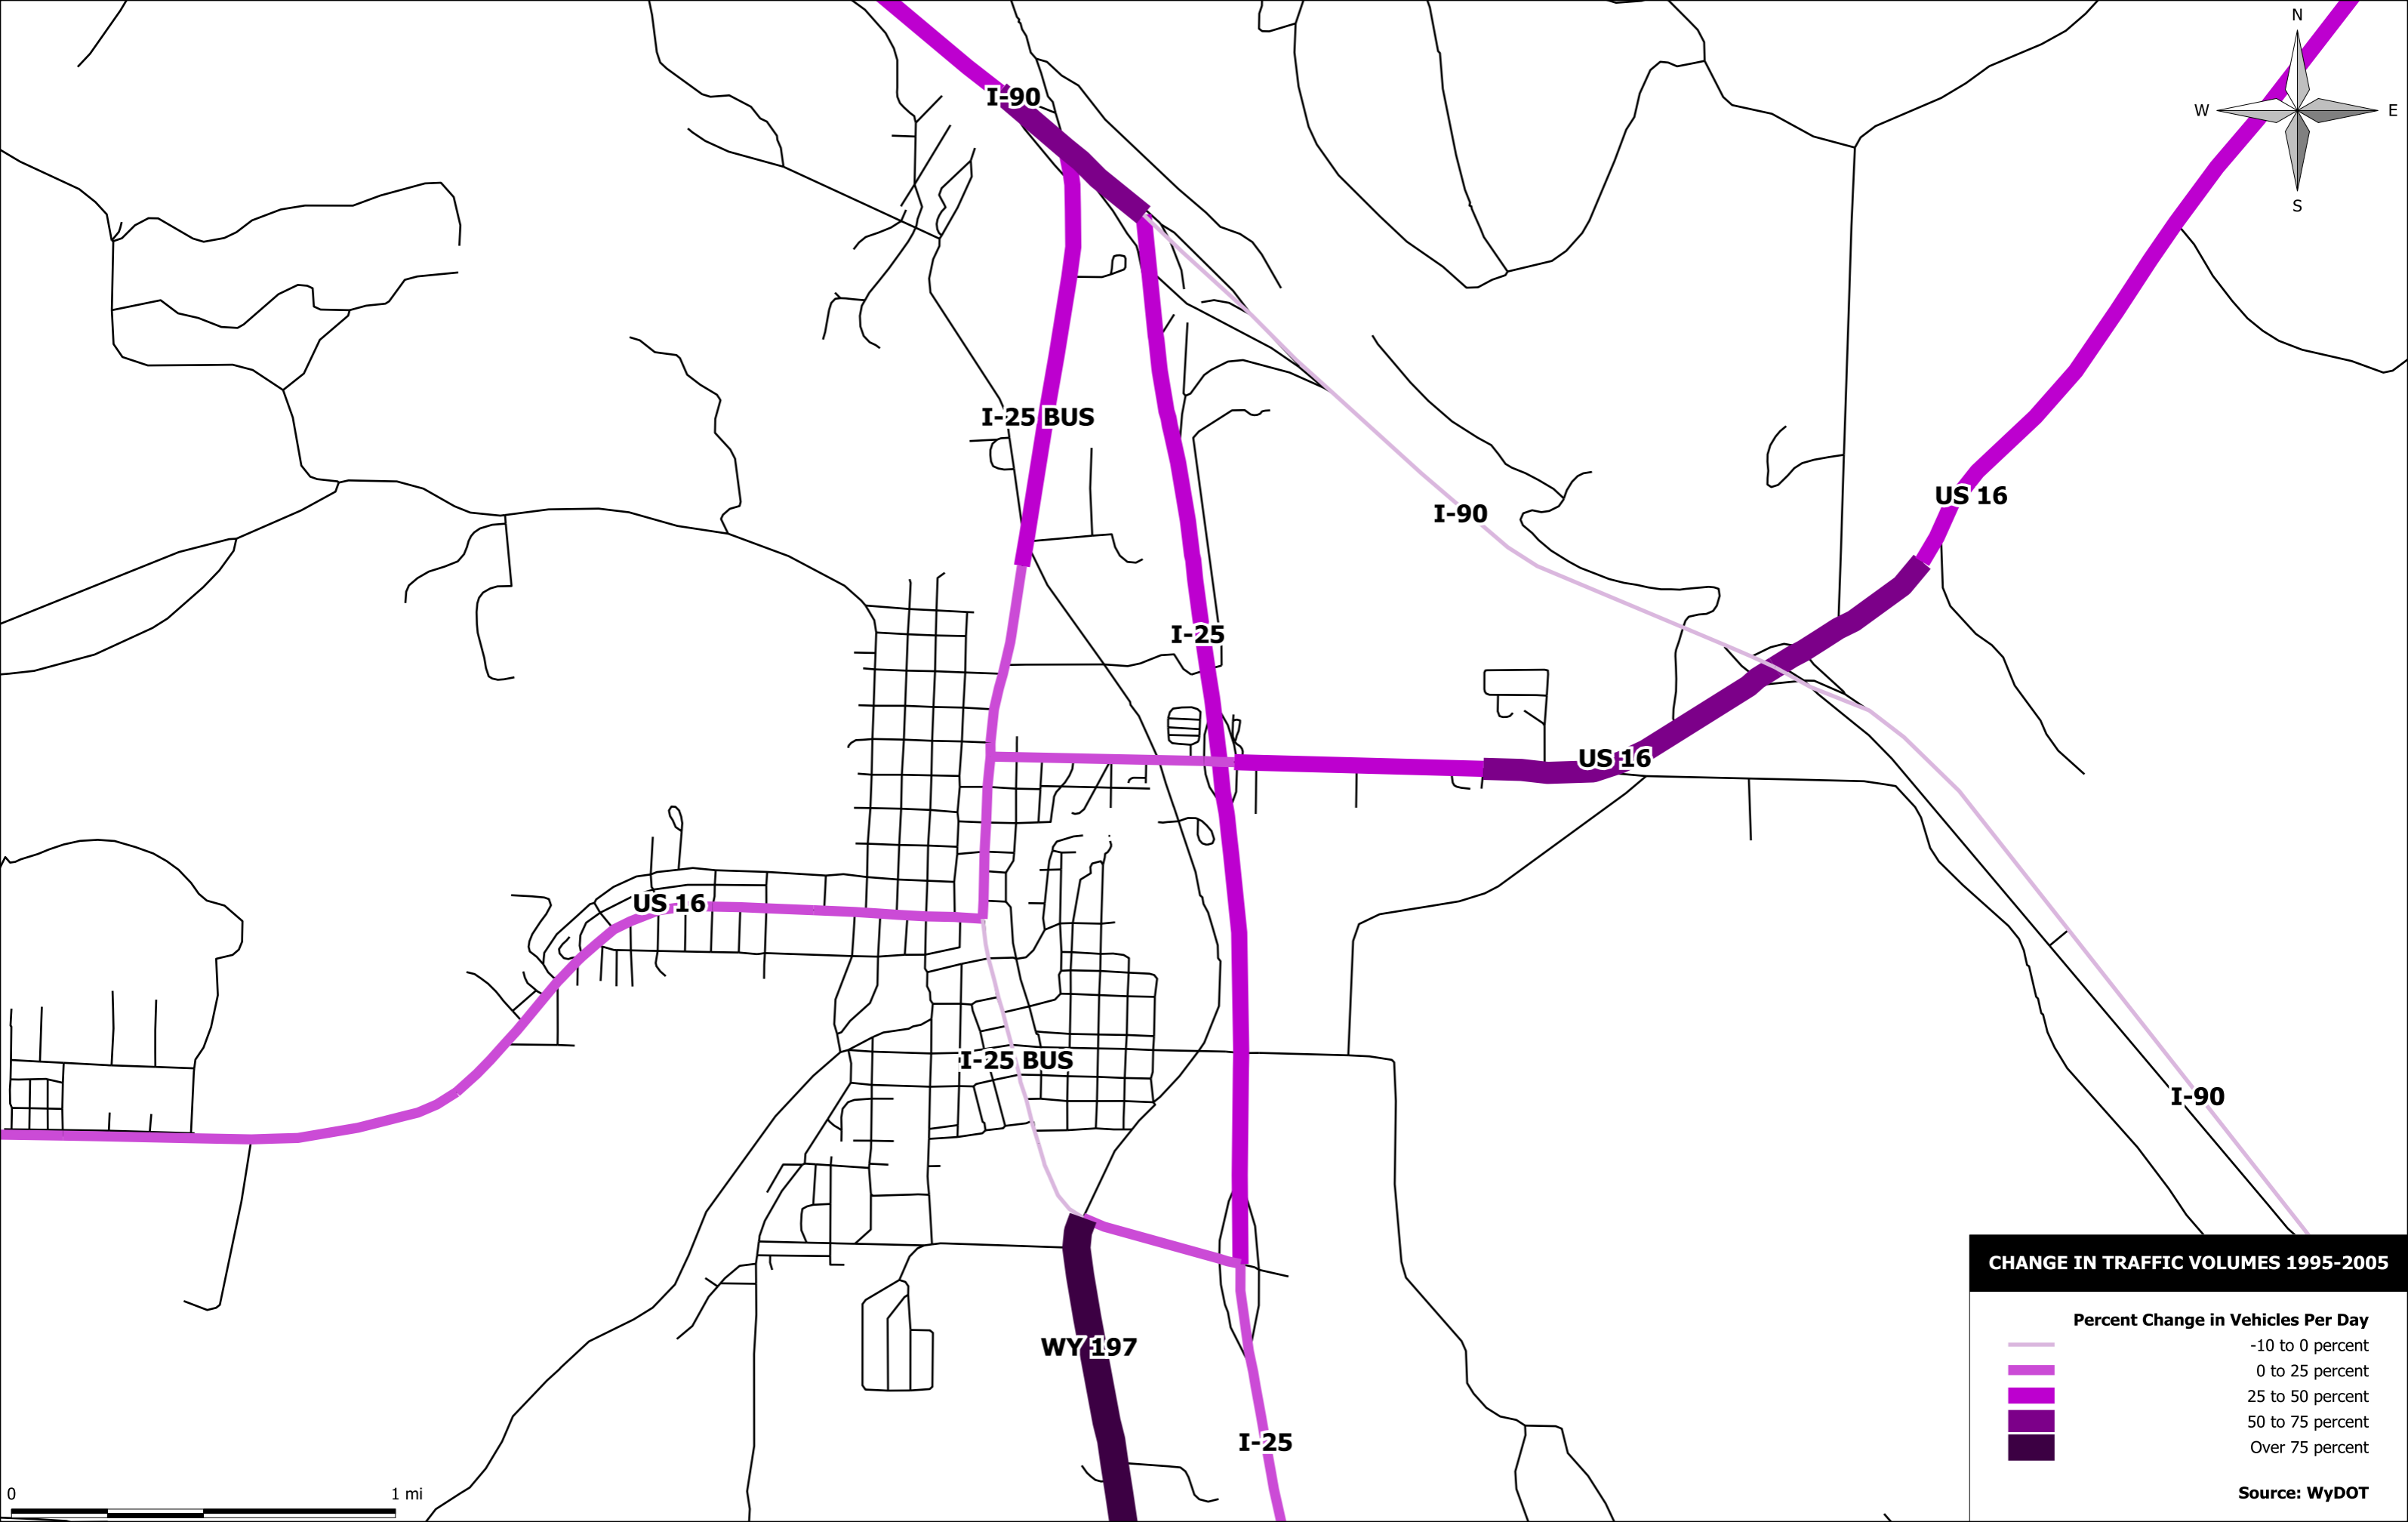 N
W E
S
I-90
I-25 BUS
US 16
I-90
I-25
US 16
US 16
I-25 BUS
I-90
WY 197
I-25
CHANGE IN TRAFFIC VOLUMES 1995-2005
Percent Change in Vehicles Per Day
-10 to 0 percent
0 to 25 percent
25 to 50 percent
50 to 75 percent
Over 75 percent
Source: WyDOT
0 1 mi